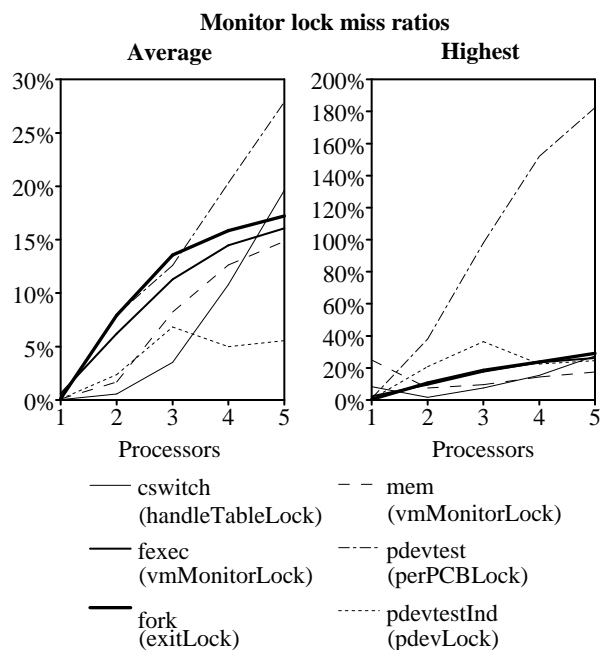 Monitor lock miss ratios
Average
30%
25%
20%
15%
10%
5%
0%
1 2 3 4 5
Processors
Highest
200%
180%
160%
140%
120%
100%
80%
60%
40%
20%
0%
1 2 3 4 5
Processors
cswitch
(handleTableLock)
fexec
(vmMonitorLock)
fork
(exitLock)
mem
(vmMonitorLock)
pdevtest
(perPCBLock)
pdevtestInd
(pdevLock)